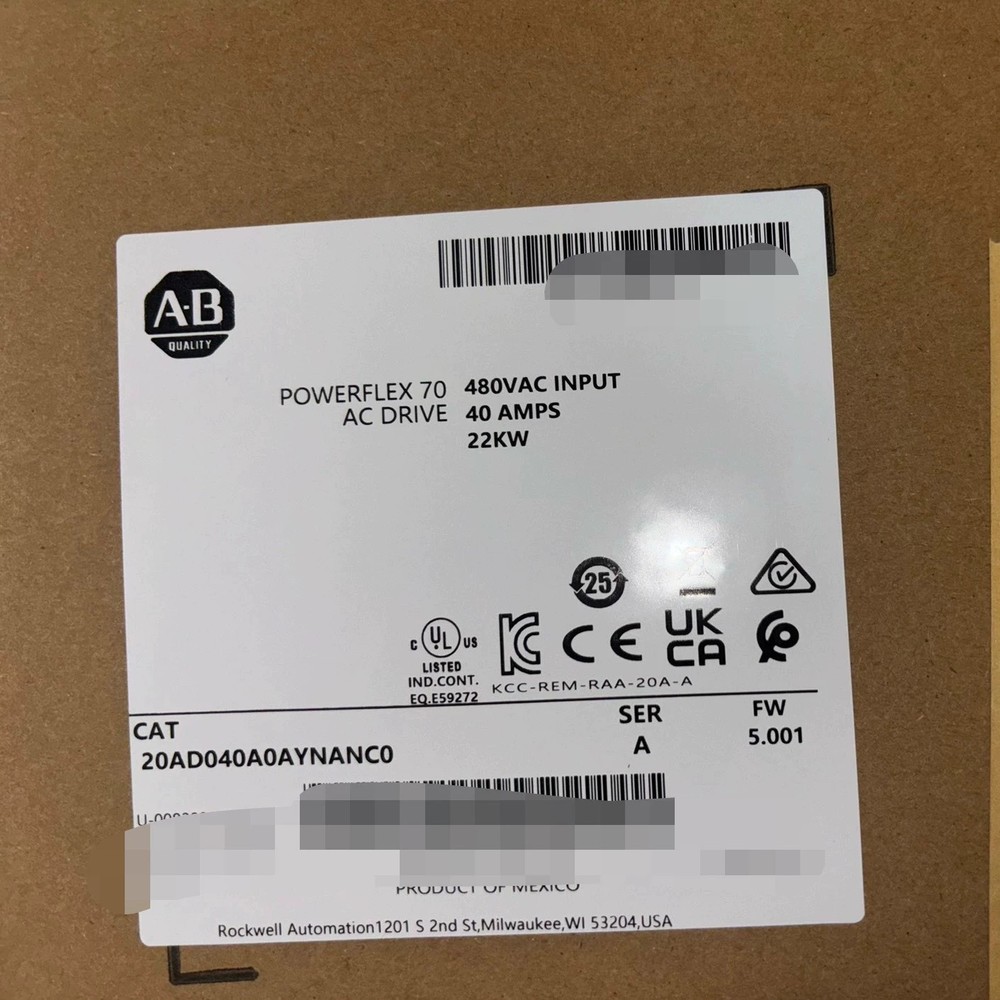 A-B
QUALITY
POWERFLEX 70 480VAC INPUT
AC DRIVE 40 AMPS
22KW
25
C UL US
LISTED
IND.CONT.
EQ.E59272
KC
CE
UK
CA
KCC-REM-RAA-20A-A
CAT SER FW
20AD040A0AYNANC0 A 5.001
PRODUCT OF MEXICO
Rockwell Automation1201 S 2nd St,Milwaukee,WI 53204,USA